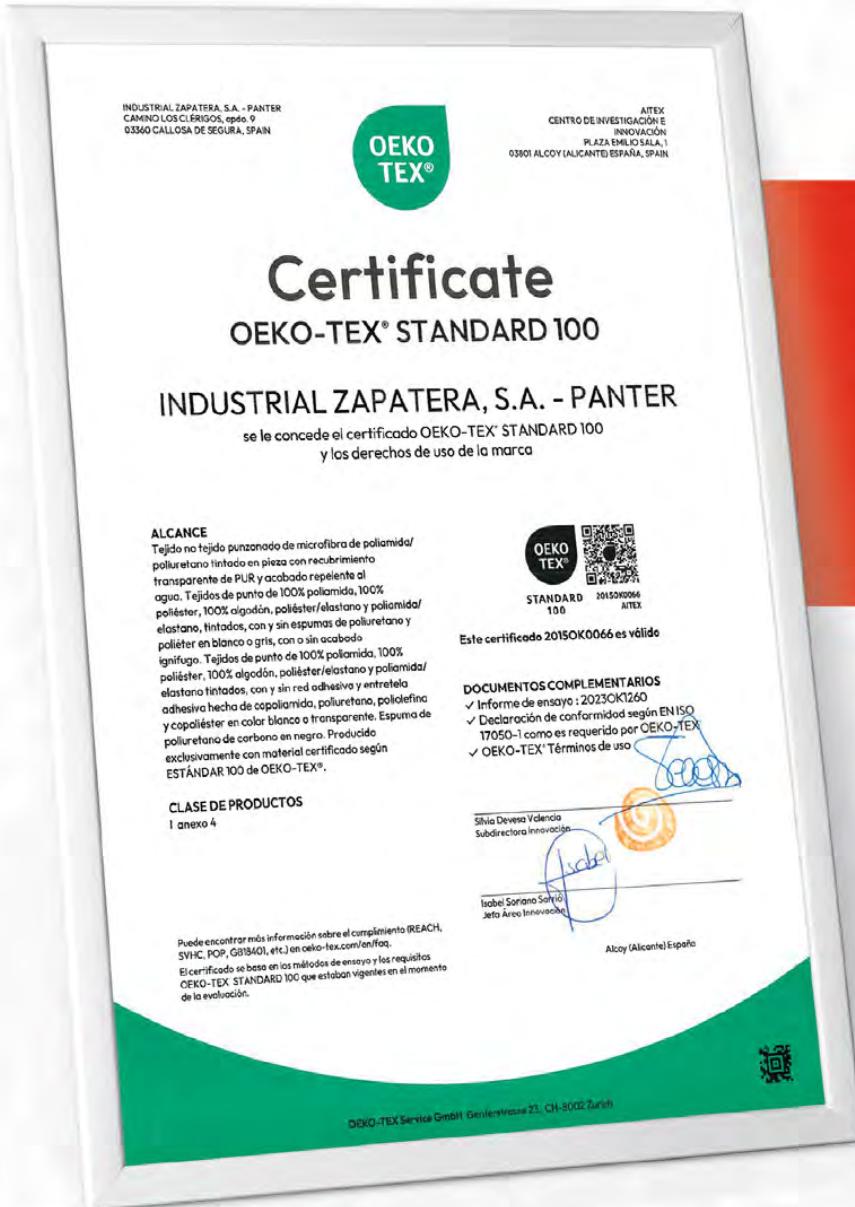 INDUSTRIAL ZAPATERA, S.A. - PANTER
CAMINO LOS CLÉRIGOS, apdo. 9
03360 CALLOSA DE SEGURA, SPAIN
OEKO
TEX®
AITEX
CENTRO DE INVESTIGACIÓN E
INNOVACIÓN
PLAZA EMILIO SALA, 1
03801 ALCOY (ALICANTE) ESPAÑA, SPAIN
Certificate
OEKO-TEX® STANDARD 100
INDUSTRIAL ZAPATERA, S.A. - PANTER
se le concede el certificado OEKO-TEX® STANDARD 100
y los derechos de uso de la marca
ALCANCE
Tejido no tejido punzonado de microfibra de poliamida/
poliuretano tintado en pieza con recubrimiento
transparente de PUR y acabado repelente al
agua. Tejidos de punto de 100% poliamida, 100%
poliéster, 100% algodón, poliéster/elastano y poliamida/
elastano, tintados, con y sin espumas de poliuretano y
poliéter en blanco o gris, con o sin acabado
ignífugo. Tejidos de punto de 100% poliamida, 100%
poliéster, 100% algodón, poliéster/elastano y poliamida/
elastano tintados, con y sin red adhesiva y entretela
adhesiva hecha de copoliamida, poliuretano, poliolefina
y copoliéster en color blanco o transparente. Espuma de
poliuretano de carbono en negro. Producido
exclusivamente con material certificado según
ESTÁNDAR 100 de OEKO-TEX®.
CLASE DE PRODUCTOS
1 anexo 4
OEKO
TEX®
STANDARD
100
2015OK0066
AITEX
Este certificado 2015OK0066 es válido
DOCUMENTOS COMPLEMENTARIOS
✓ Informe de ensayo : 2023OK1260
✓ Declaración de conformidad según EN ISO
17050-1 como es requerido por OEKO-TEX
✓ OEKO-TEX® Términos de uso
Silvia Devesa Valencia
Subdirectora Innovación
Isabel
Isabel Soriano Sarrió
Jefa Área Innovación
Alcoy (Alicante) España
Puede encontrar más información sobre el cumplimiento (REACH,
SVHC, POP, GB18401, etc.) en oeko-tex.com/en/faq.
El certificado se basa en los métodos de ensayo y los requisitos
OEKO-TEX STANDARD 100 que estaban vigentes en el momento
de la evaluación.
OEKO-TEX Service GmbH Genferstrasse 23, CH-8002 Zurich